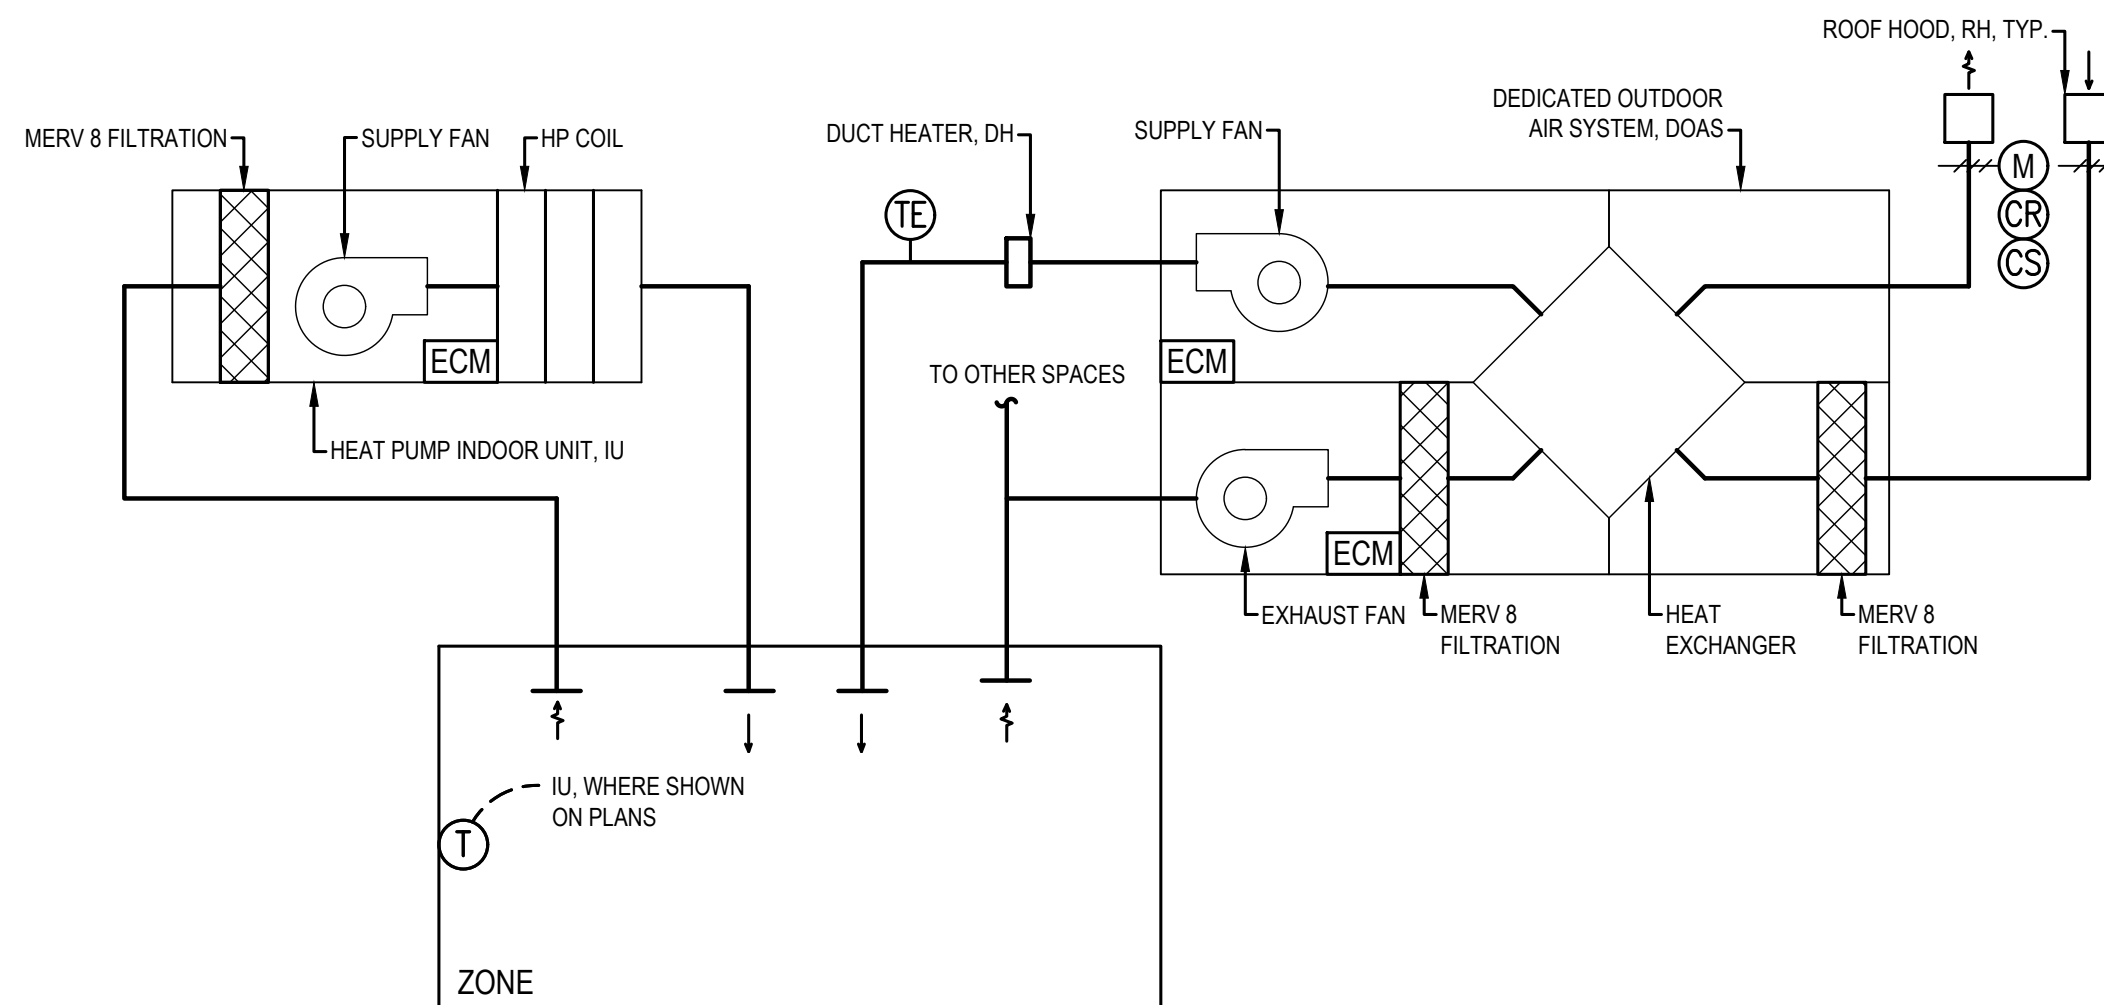 ROOF HOOD, RH, TYP.
DEDICATED OUTDOOR
AIR SYSTEM, DOAS
MERV 8 FILTRATION
SUPPLY FAN
HP COIL
DUCT HEATER, DH
SUPPLY FAN
M
CR
CS
TE
ECM
ECM
TO OTHER SPACES
HEAT PUMP INDOOR UNIT, IU
ECM
EXHAUST FAN
MERV 8
FILTRATION
HEAT
EXCHANGER
MERV 8
FILTRATION
IU, WHERE SHOWN
ON PLANS
T
ZONE